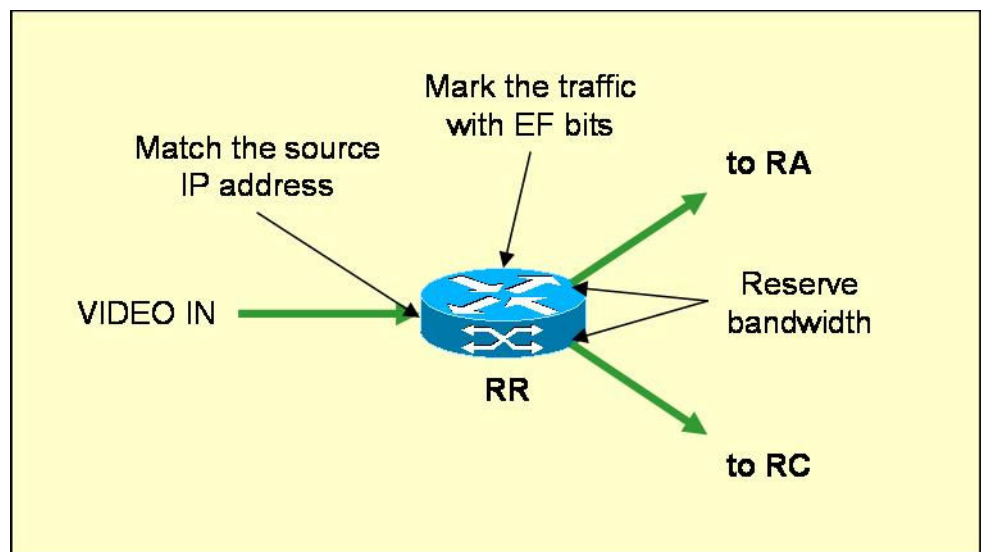 Mark the traffic
with EF bits
Match the source
IP address
to RA
VIDEO IN
Reserve
bandwidth
RR
to RC